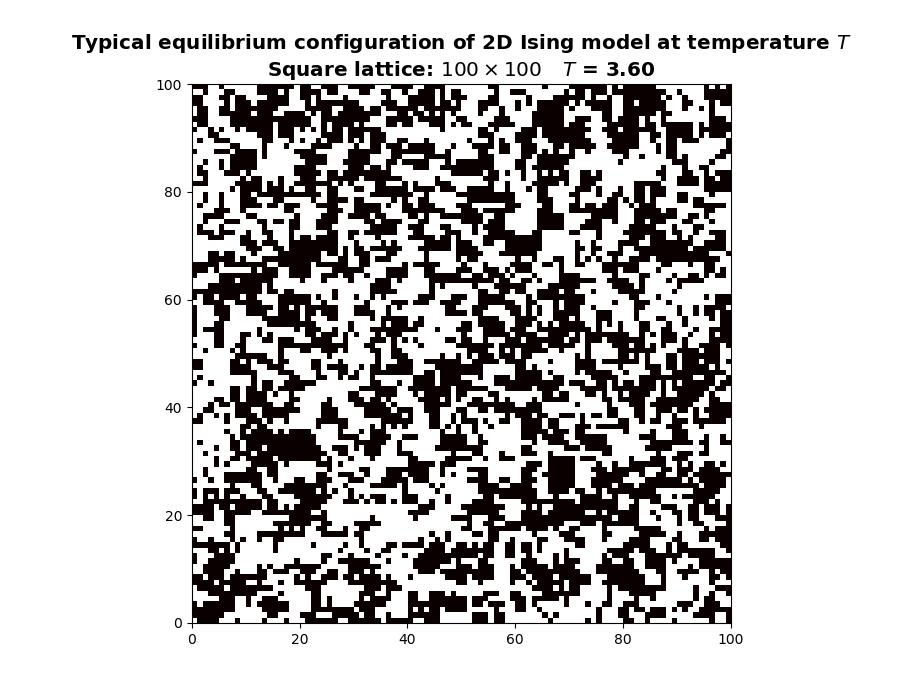 Typical equilibrium configuration of 2D Ising model at temperature T
Square lattice: 100 × 100 T = 3.60
100
80
60
40
20
0
0 20 40 60 80 100